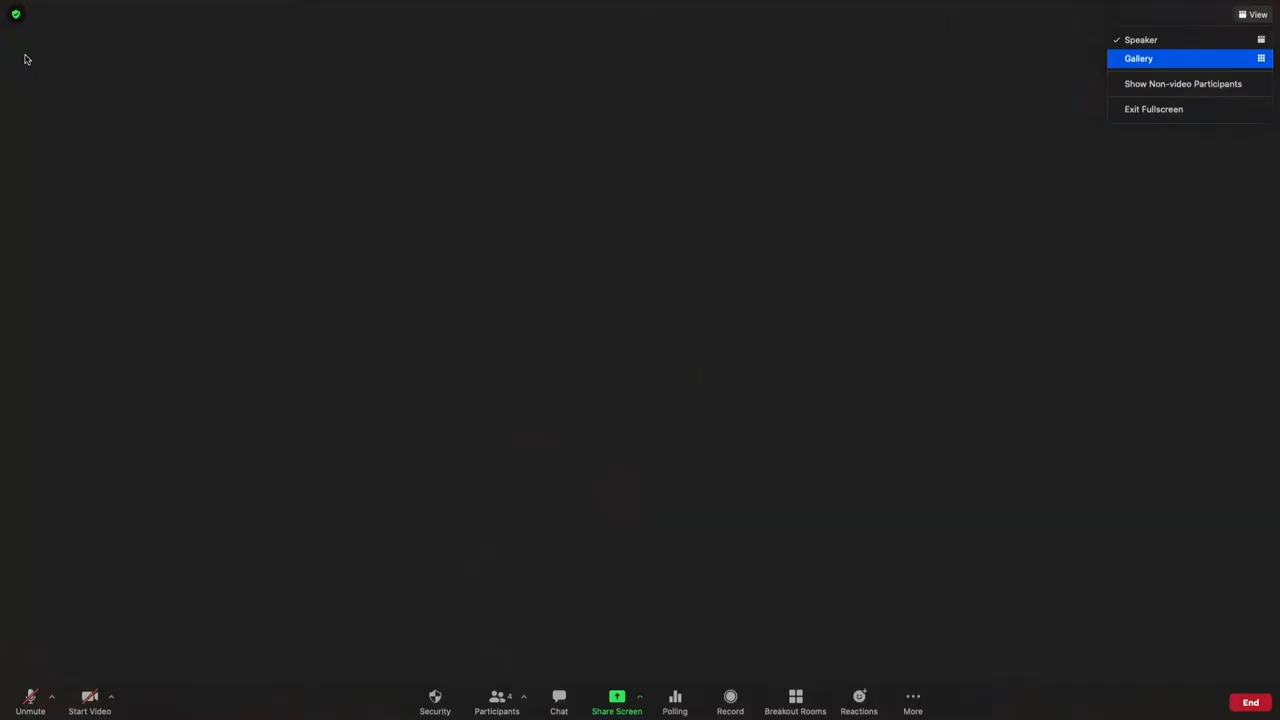 View
Speaker
Gallery
Show Non-video Participants
Exit Fullscreen
Unmute
Start Video
Security
4
Participants
Chat
Share Screen
Polling
Record
Breakout Rooms
Reactions
More
End